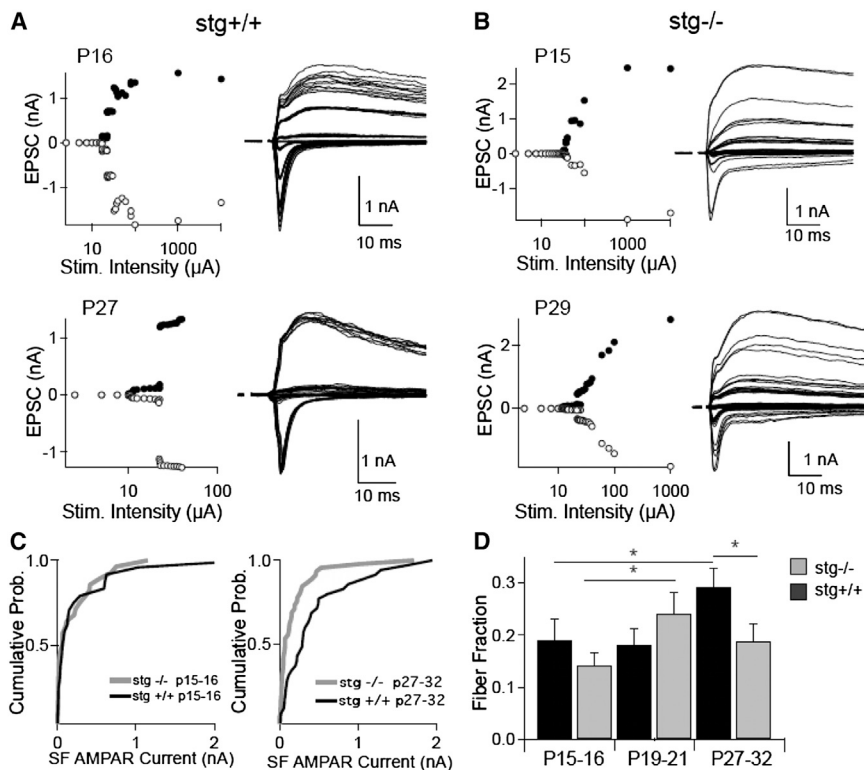 A
stg+/+
P16
EPSC (nA)
1
0
-1
10
1000
Stim. Intensity (µA)
1 nA
10 ms
P27
EPSC (nA)
1
0
-1
10
100
Stim. Intensity (µA)
1 nA
10 ms
B
stg-/-
P15
EPSC (nA)
2
1
0
-1
10
1000
Stim. Intensity (µA)
1 nA
10 ms
P29
EPSC (nA)
2
0
10
100
1000
Stim. Intensity (µA)
1 nA
10 ms
C
Cumulative Prob.
1.0
0.5
stg -/- p15-16
stg +/+ p15-16
0
1
2
SF AMPAR Current (nA)
Cumulative Prob.
1.0
0.5
stg -/- p27-32
stg +/+ p27-32
0
1
2
SF AMPAR Current (nA)
D
*
*
*
stg-/-
stg+/+
Fiber Fraction
0.3
0.2
0.1
0.0
P15-16
P19-21
P27-32